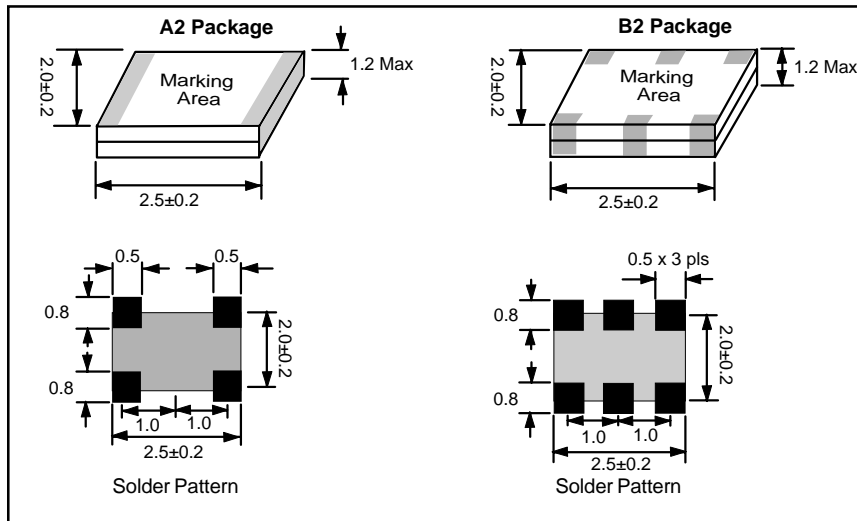 A2 Package
2.0±0.2
1.2 Max
Marking
Area
2.5±0.2
0.5
0.5
0.8
0.8
2.0±0.2
1.0
1.0
2.5±0.2
Solder Pattern
B2 Package
2.0±0.2
1.2 Max
Marking
Area
2.5±0.2
0.5 x 3 pls
0.8
0.8
2.0±0.2
1.0
1.0
2.5±0.2
Solder Pattern